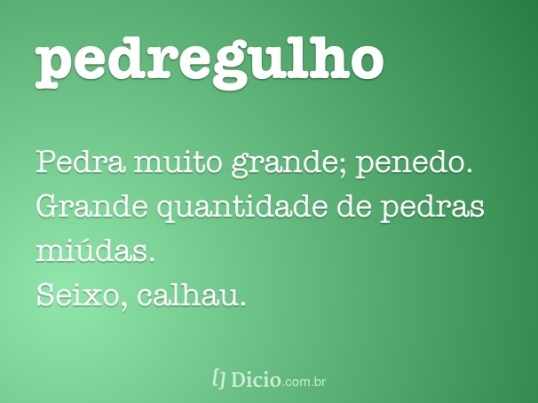 pedregulho
Pedra muito grande; penedo.
Grande quantidade de pedras
miúdas.
Seixo, calhau.
[] Dicio.com.br